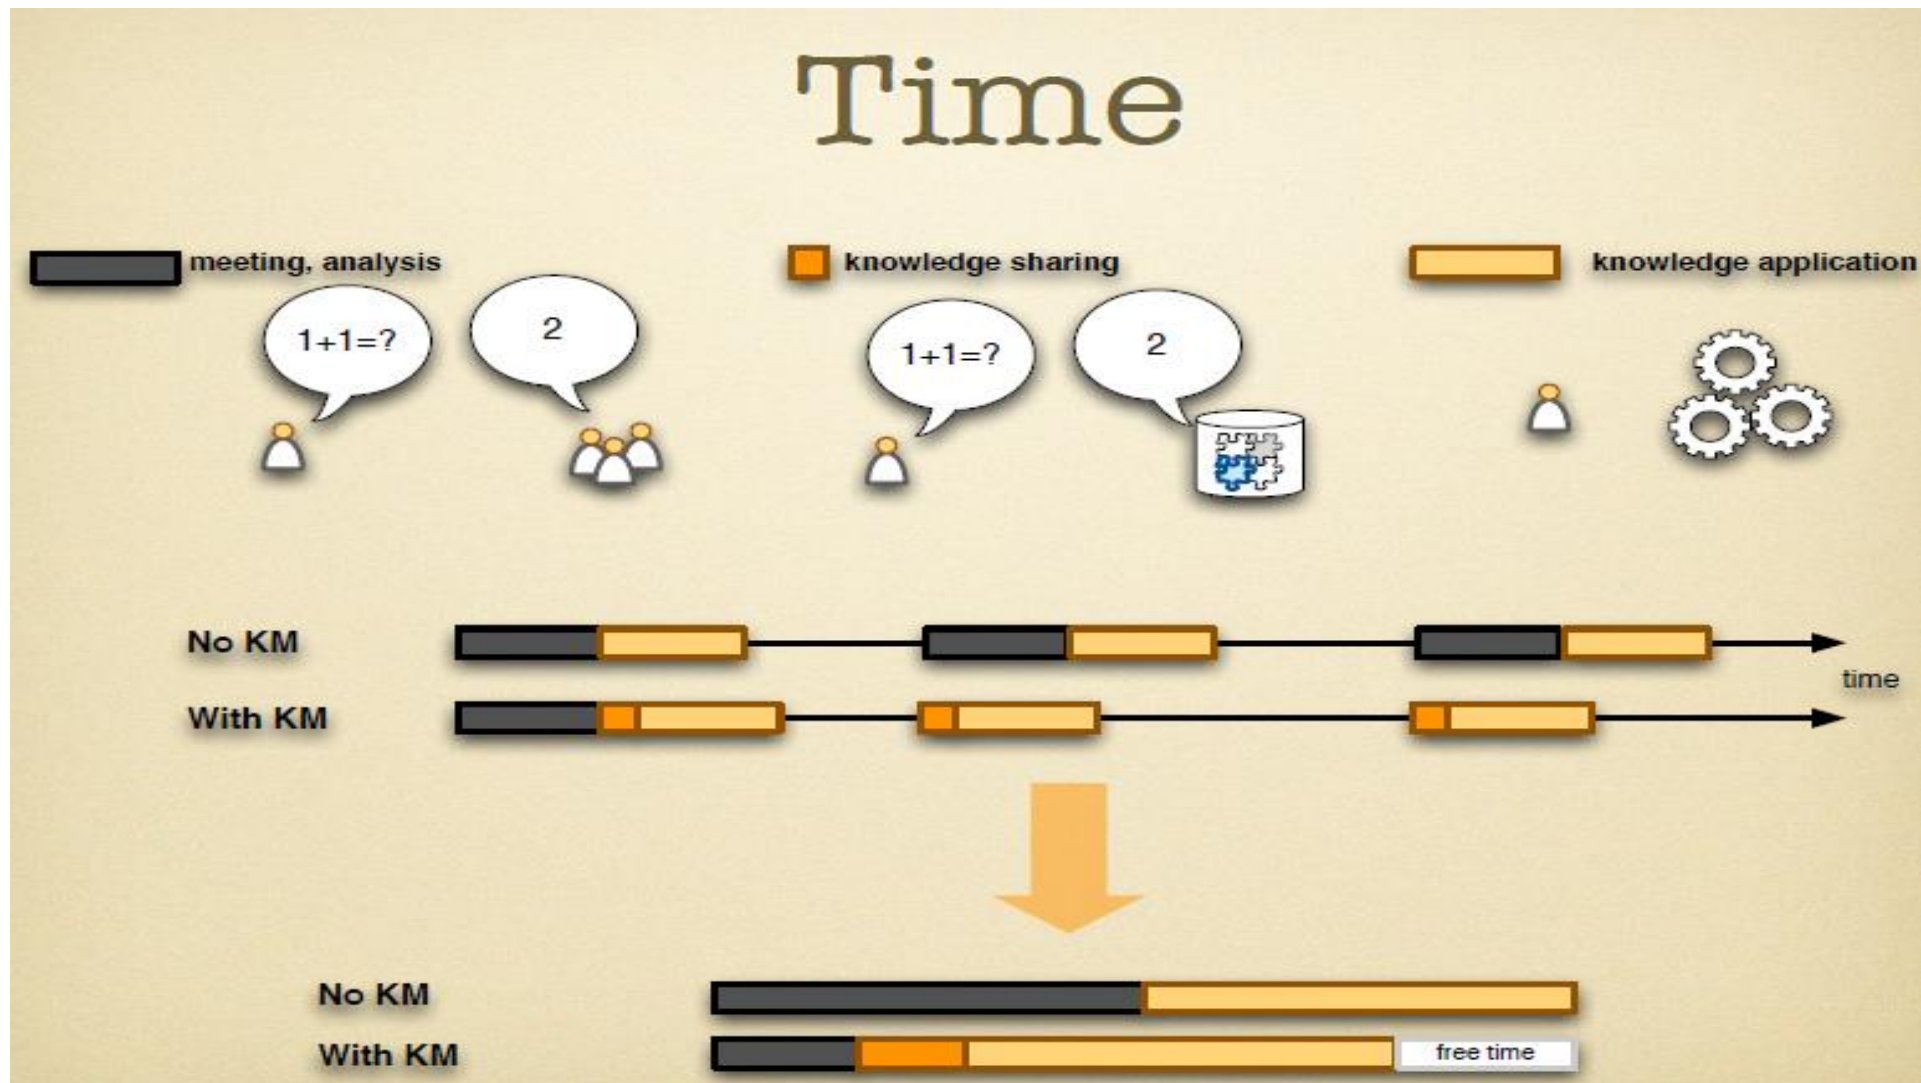 Time
meeting, analysis
knowledge sharing
knowledge application
1+1=?
2
1+1=?
2
No KM
time
With KM
No KM
With KM
free time